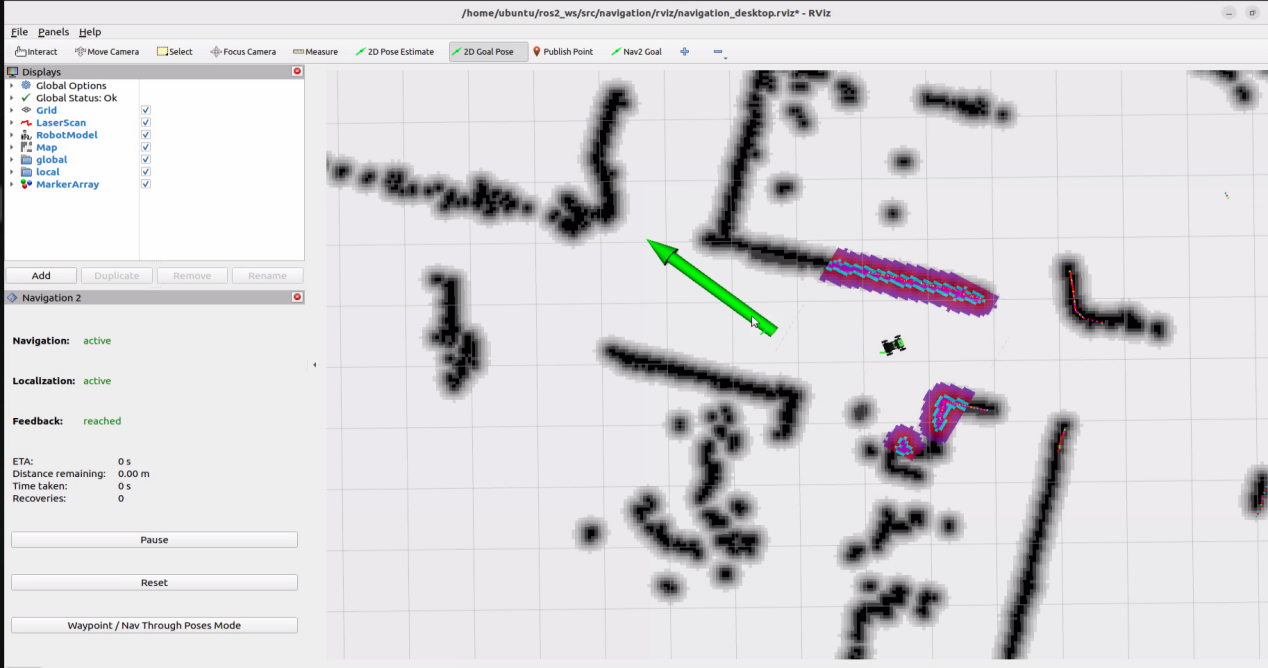 /home/ubuntu/ros2_ws/src/navigation/rviz/navigation_desktop.rviz* - RViz
File Panels Help
Interact Move Camera Select Focus Camera Measure 2D Pose Estimate 2D Goal Pose Publish Point Nav2 Goal
Displays
Global Options
Global Status: Ok
Grid
LaserScan
RobotModel
Map
global
local
MarkerArray
Add Duplicate Remove Rename
Navigation 2
Navigation: active
Localization: active
Feedback: reached
ETA: 0 s
Distance remaining: 0.00 m
Time taken: 0 s
Recoveries: 0
Pause
Reset
Waypoint / Nav Through Poses Mode